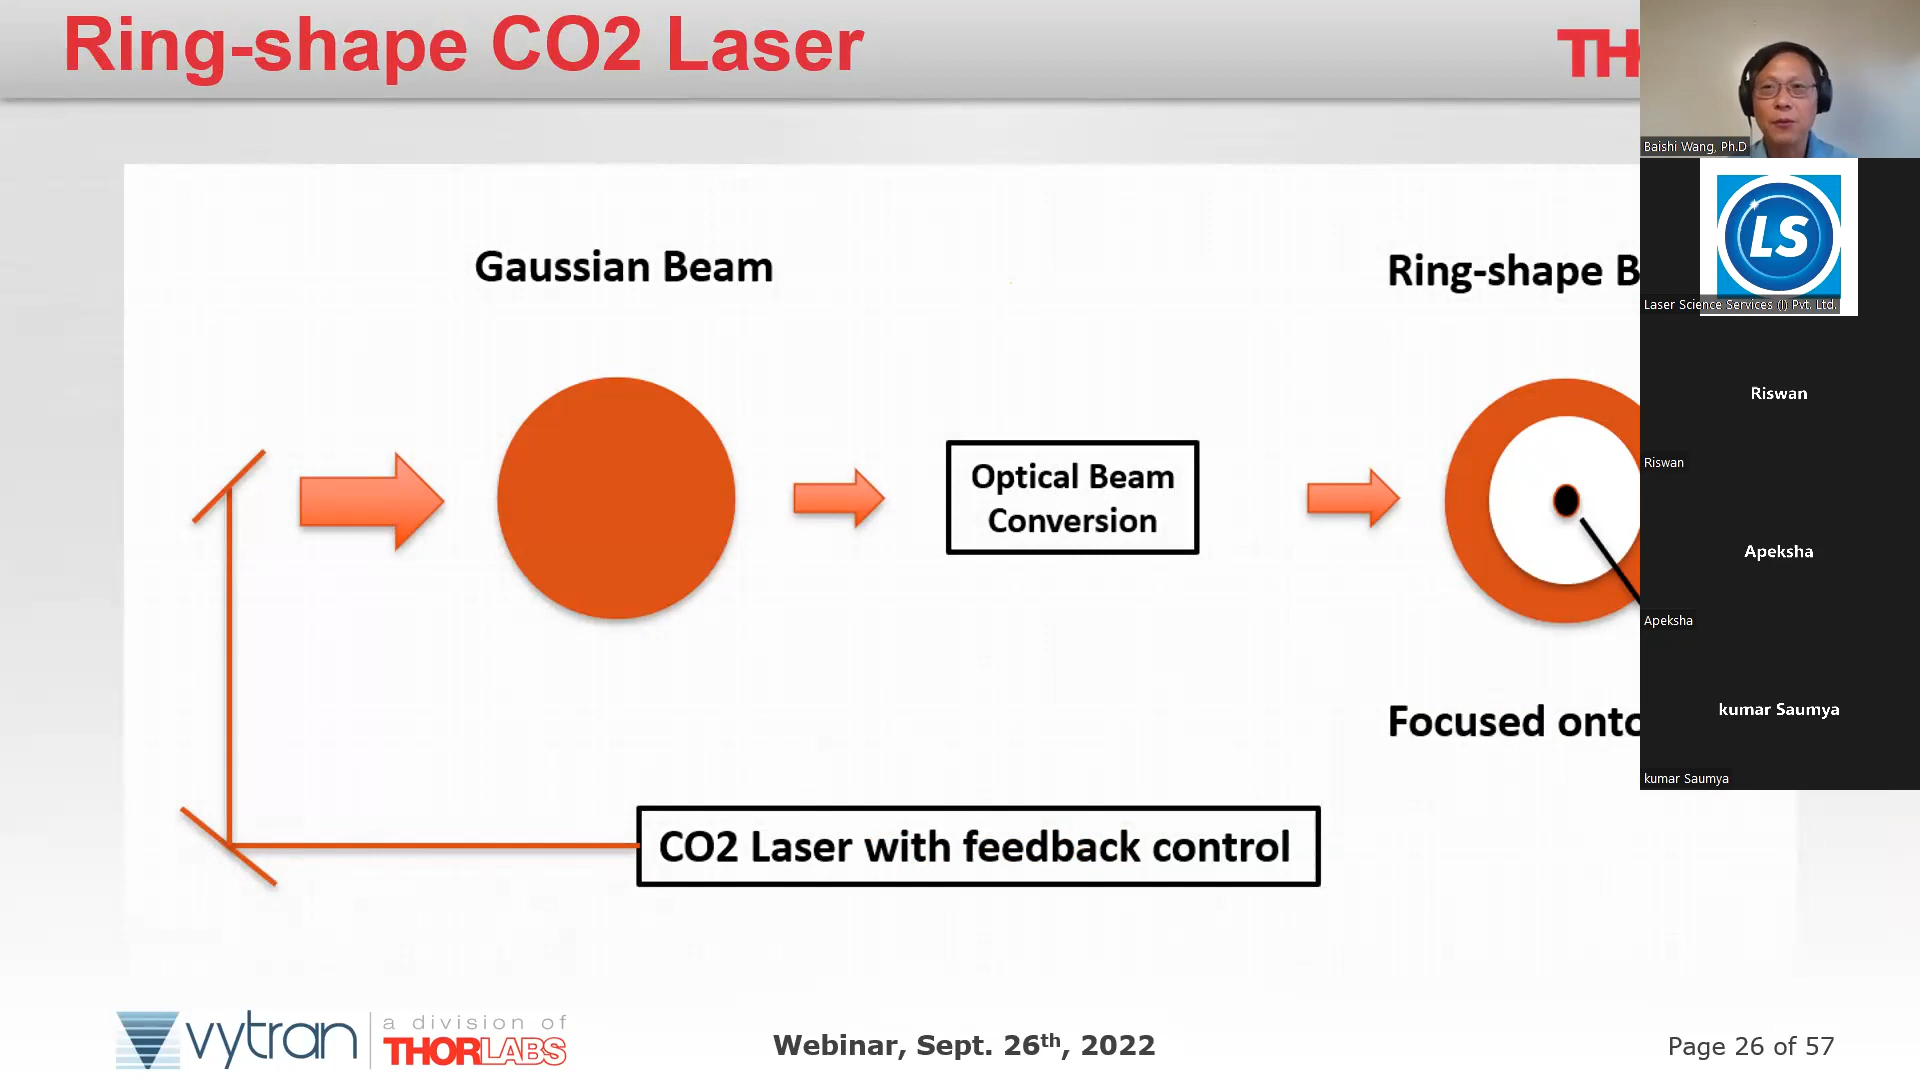 Ring-shape CO2 Laser
TH
Baishi Wang, Ph.D
LS
Laser Science Services (I) Pvt. Ltd.
Gaussian Beam
Ring-shape B
Riswan
Riswan
Optical Beam
Conversion
Apeksha
Apeksha
Focused onto
kumar Saumya
kumar Saumya
CO2 Laser with feedback control
vytran
a division of
THORLABS
Webinar, Sept. 26th, 2022
Page 26 of 57